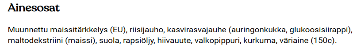 Ainesosat
Muunnettu maissitärkkelys (EU), riisijauho, kasvirasvajauhe (auringonkukka, glukoosisiirappi),
maltodekstriini (maissi), suola, rapsiöljy, hiivauute, valkopippuri, kurkuma, väriaine (150c).